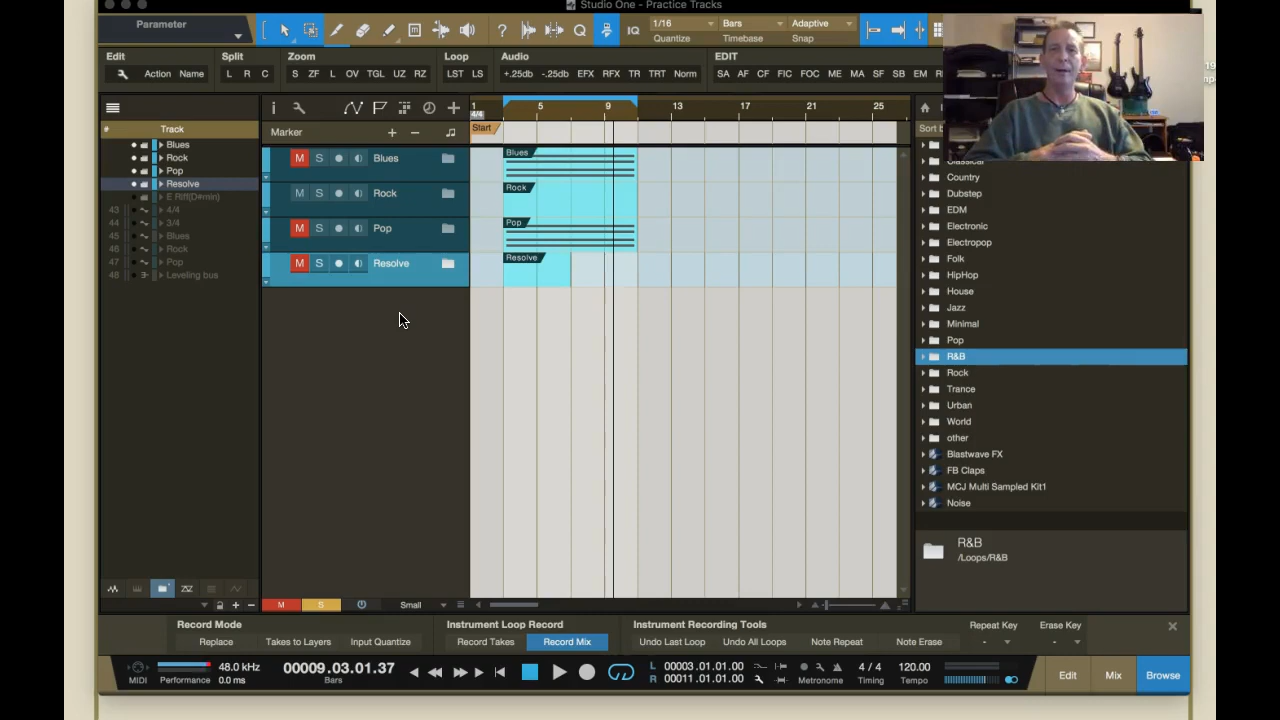 Studio One - Practice Tracks
Parameter
1/16
Bars
Adaptive
?
IQ
Quantize
Timebase
Snap
Edit
Split
Zoom
Loop
Audio
EDIT
Action Name
L R C
S ZF L OV TGL UZ RZ
LST LS
+.25db -.25db EFX RFX TR TRT Norm
SA AF CF FIC FOC ME MA SF SB EM
# Track
i
1 5 9 13 17 21 25
4/4
Marker + −
Start
Sort b
Blues
Rock
Pop
Resolve
E Riff(D#min)
43 4/4
44 3/4
45 Blues
46 Rock
47 Pop
48 Leveling bus
M S Blues
M S Rock
M S Pop
M S Resolve
Blues
Rock
Pop
Resolve
Classical
Country
Dubstep
EDM
Electronic
Electropop
Folk
HipHop
House
Jazz
Minimal
Pop
R&B
Rock
Trance
Urban
World
other
Blastwave FX
FB Claps
MCJ Multi Sampled Kit1
Noise
R&B
/Loops/R&B
M S
Small
Record Mode
Instrument Loop Record
Instrument Recording Tools
Repeat Key
Erase Key
Replace
Takes to Layers
Input Quantize
Record Takes
Record Mix
Undo Last Loop
Undo All Loops
Note Repeat
Note Erase
-
-
MIDI
Performance
48.0 kHz
0.0 ms
00009.03.01.37
Bars
L 00003.01.01.00
R 00011.01.01.00
Metronome
4 / 4
Timing
120.00
Tempo
Edit
Mix
Browse